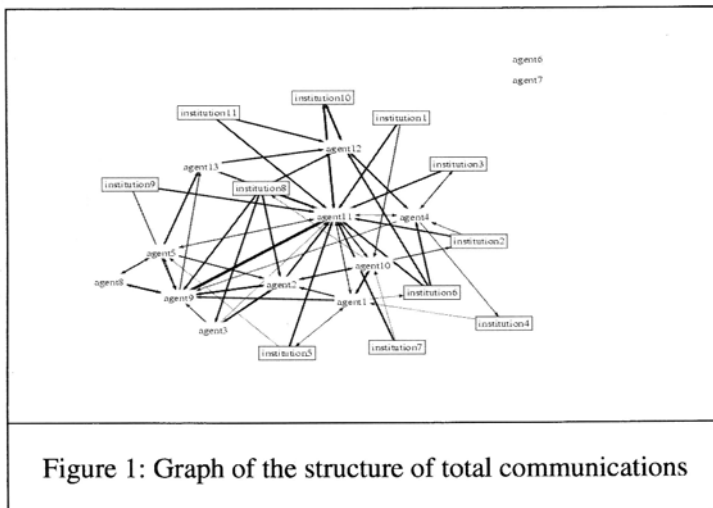 agent6
agent7
institution10
institution11
institution1
agent12
institution3
agent13
institution9
institution8
agent11
agent4
institution2
agent5
agent10
agent8
agent2
institution6
agent9
agent1
institution4
agent3
institution5
institution7
Figure 1: Graph of the structure of total communications